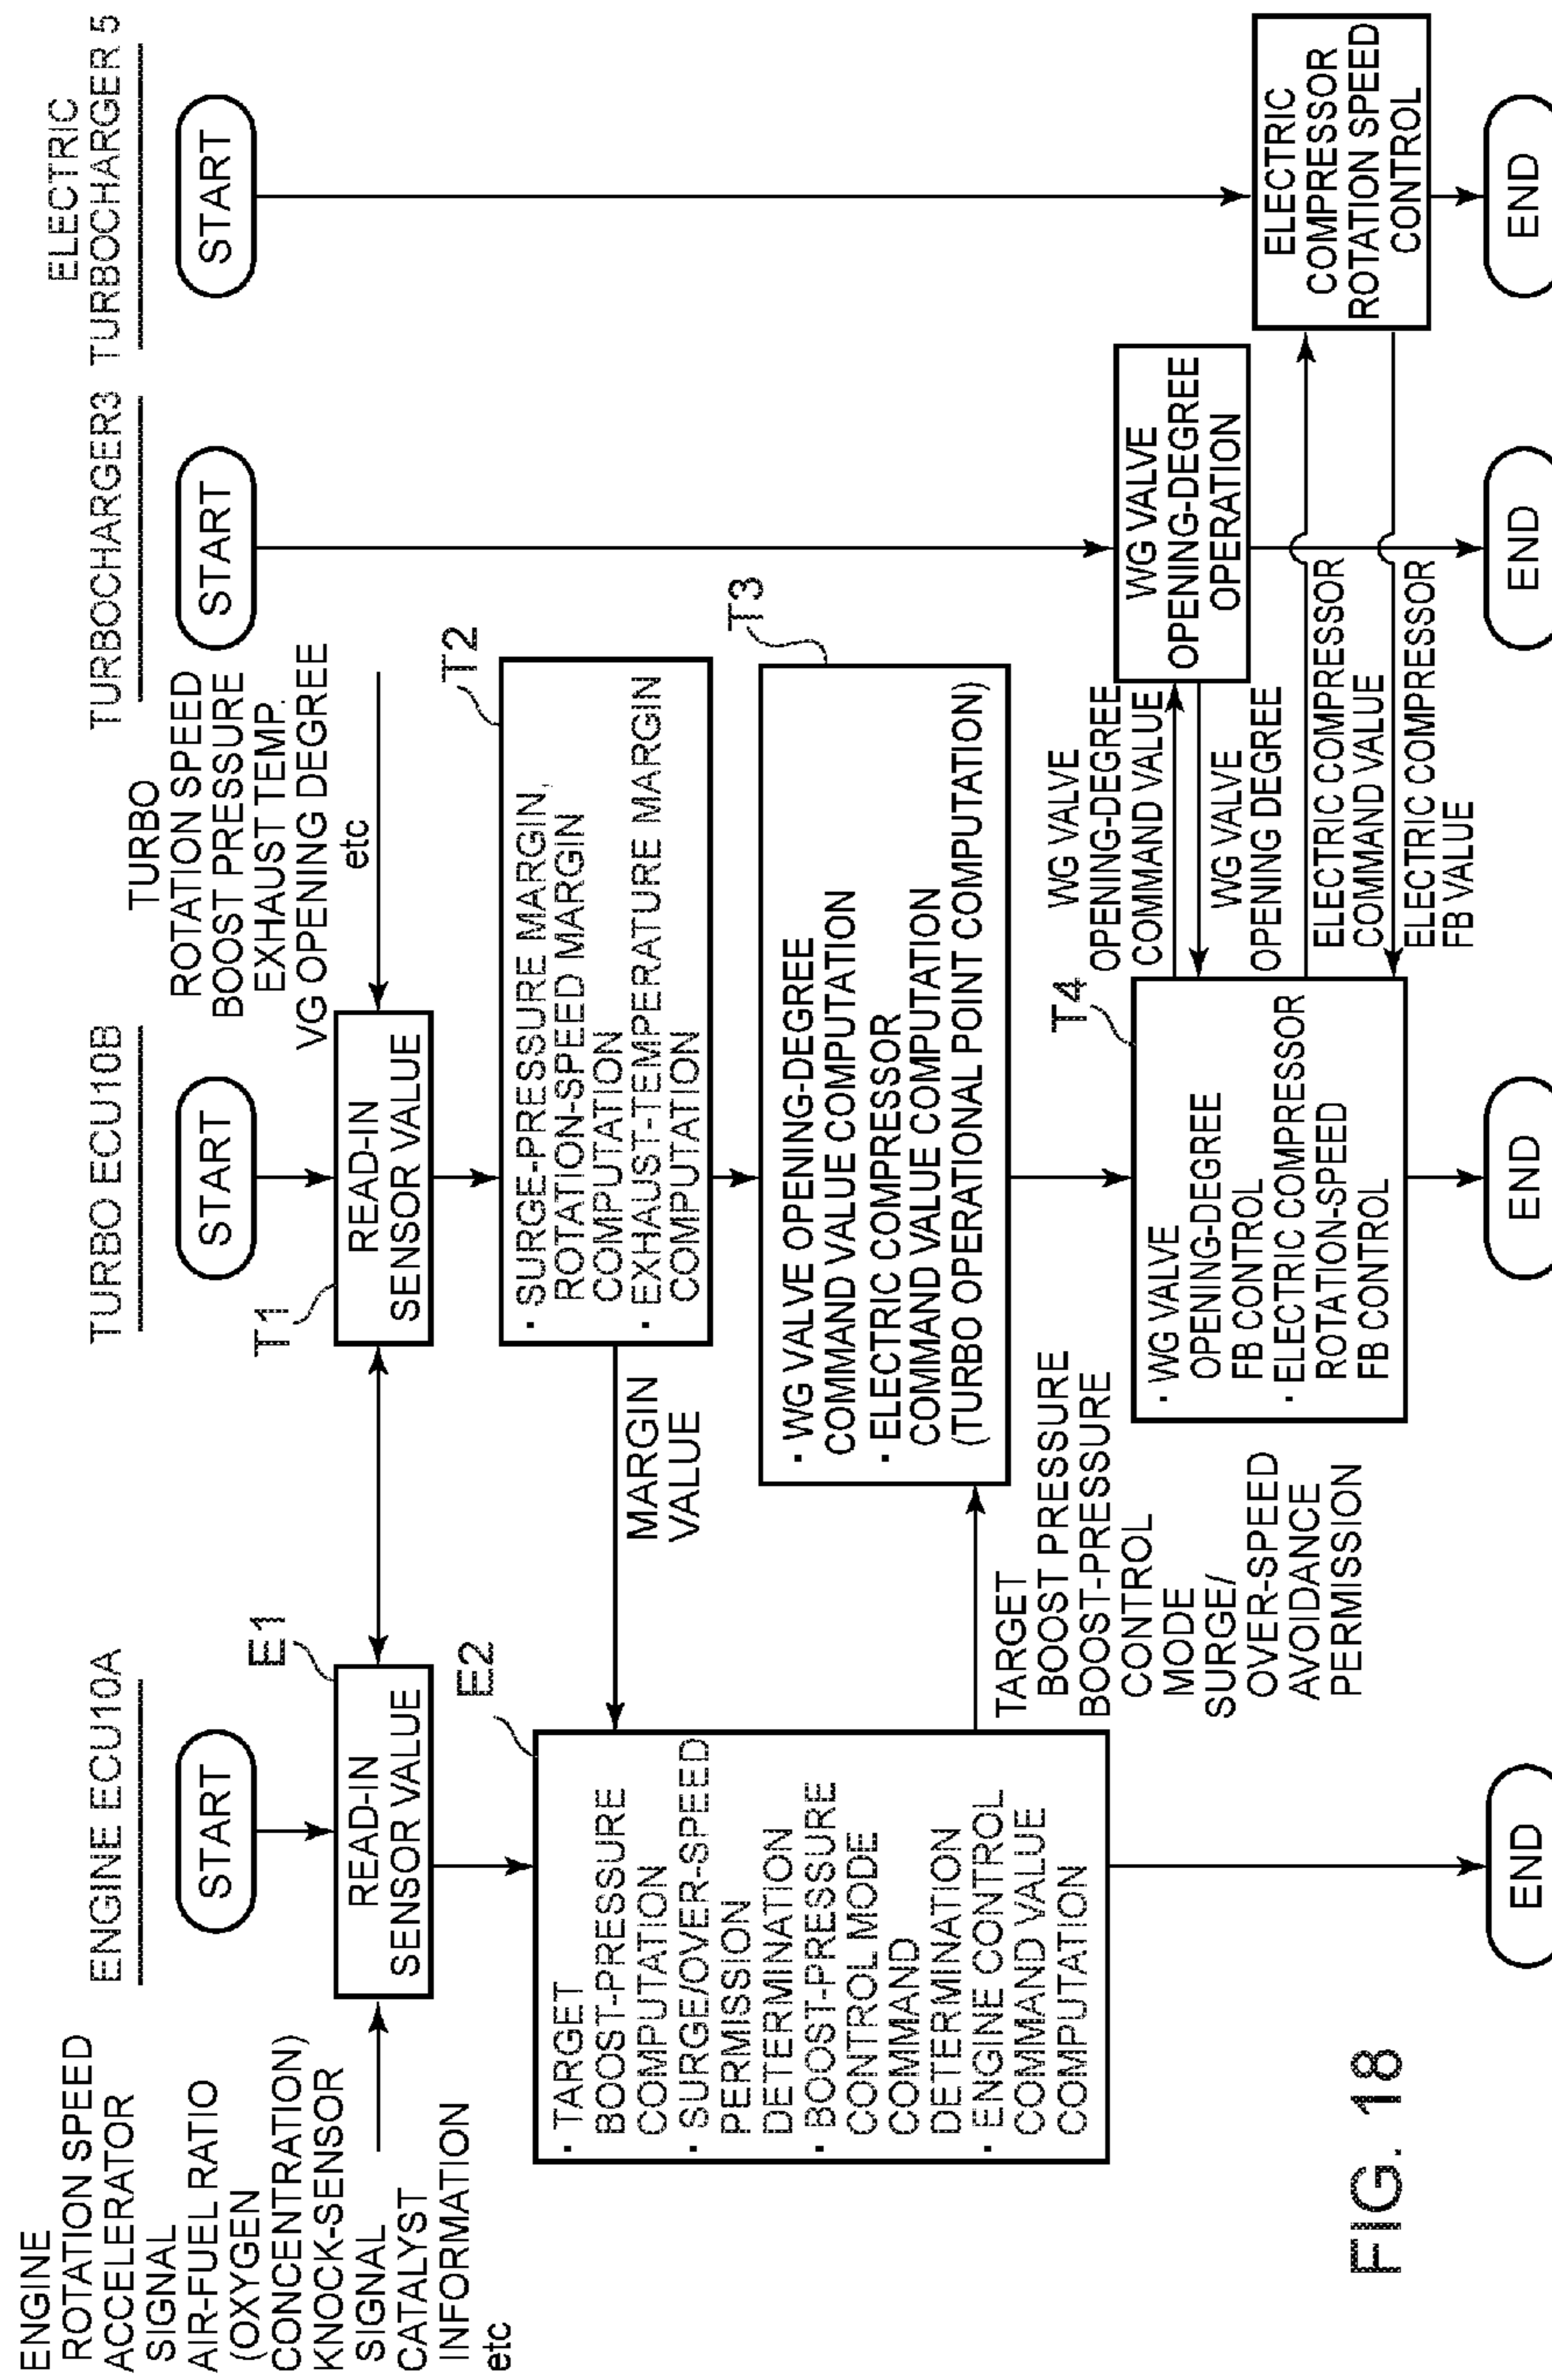 ENGINE ECU10A
TURBO ECU10B
TURBOCHARGER3
ELECTRIC
TURBOCHARGER 5
ENGINE
ROTATION SPEED
ACCELERATOR
SIGNAL
AIR-FUEL RATIO
(OXYGEN
CONCENTRATION)
KNOCK-SENSOR
SIGNAL
CATALYST
INFORMATION
etc
START
E1
READ-IN
SENSOR VALUE
E2
· TARGET
BOOST-PRESSURE
COMPUTATION
· SURGE/OVER-SPEED
PERMISSION
DETERMINATION
· BOOST-PRESSURE
CONTROL MODE
COMMAND
DETERMINATION
· ENGINE CONTROL
COMMAND VALUE
COMPUTATION
END
START
T1
READ-IN
SENSOR VALUE
TURBO
ROTATION SPEED
BOOST PRESSURE
EXHAUST TEMP.
VG OPENING DEGREE
etc
T2
· SURGE-PRESSURE MARGIN,
ROTATION-SPEED MARGIN
COMPUTATION
· EXHAUST-TEMPERATURE MARGIN
COMPUTATION
MARGIN
VALUE
T3
· WG VALVE OPENING-DEGREE
COMMAND VALUE COMPUTATION
· ELECTRIC COMPRESSOR
COMMAND VALUE COMPUTATION
(TURBO OPERATIONAL POINT COMPUTATION)
TARGET
BOOST PRESSURE
BOOST-PRESSURE
CONTROL
MODE
SURGE/
OVER-SPEED
AVOIDANCE
PERMISSION
T4
· WG VALVE
OPENING-DEGREE
FB CONTROL
· ELECTRIC COMPRESSOR
ROTATION-SPEED
FB CONTROL
END
START
WG VALVE
OPENING-DEGREE
COMMAND VALUE
WG VALVE
OPENING DEGREE
WG VALVE
OPENING-DEGREE
OPERATION
ELECTRIC COMPRESSOR
COMMAND VALUE
ELECTRIC COMPRESSOR
FB VALUE
END
START
ELECTRIC
COMPRESSOR
ROTATION SPEED
CONTROL
END
FIG. 18